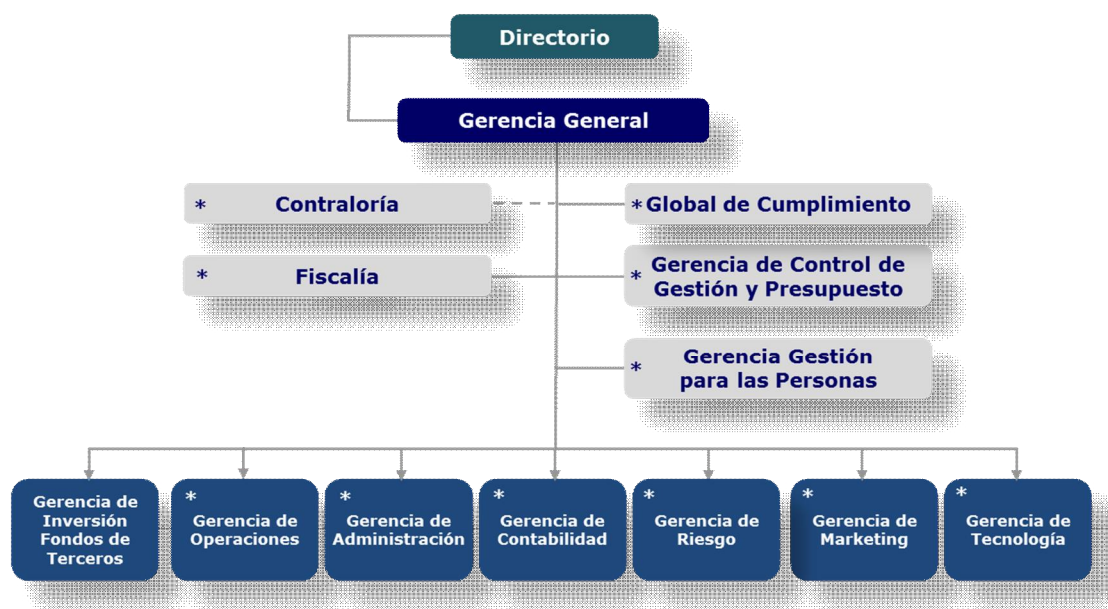 Directorio
Gerencia General
* Contraloría
* Global de Cumplimiento
* Fiscalía
* Gerencia de Control de
Gestión y Presupuesto
* Gerencia Gestión
para las Personas
Gerencia de
Inversión
Fondos de
Terceros
*
Gerencia de
Operaciones
*
Gerencia de
Administración
*
Gerencia de
Contabilidad
*
Gerencia de
Riesgo
*
Gerencia de
Marketing
*
Gerencia de
Tecnología